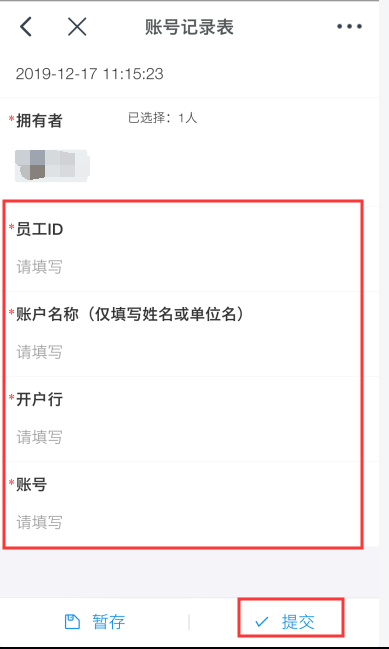 账号记录表
2019-12-17 11:15:23
*拥有者 已选择：1人
*员工ID
请填写
*账户名称（仅填写姓名或单位名）
请填写
*开户行
请填写
*账号
请填写
暂存 | 提交